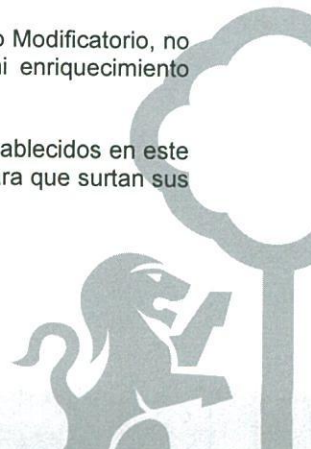 o Modificatorio, no
ni enriquecimiento
ablecidos en este
ara que surtan sus